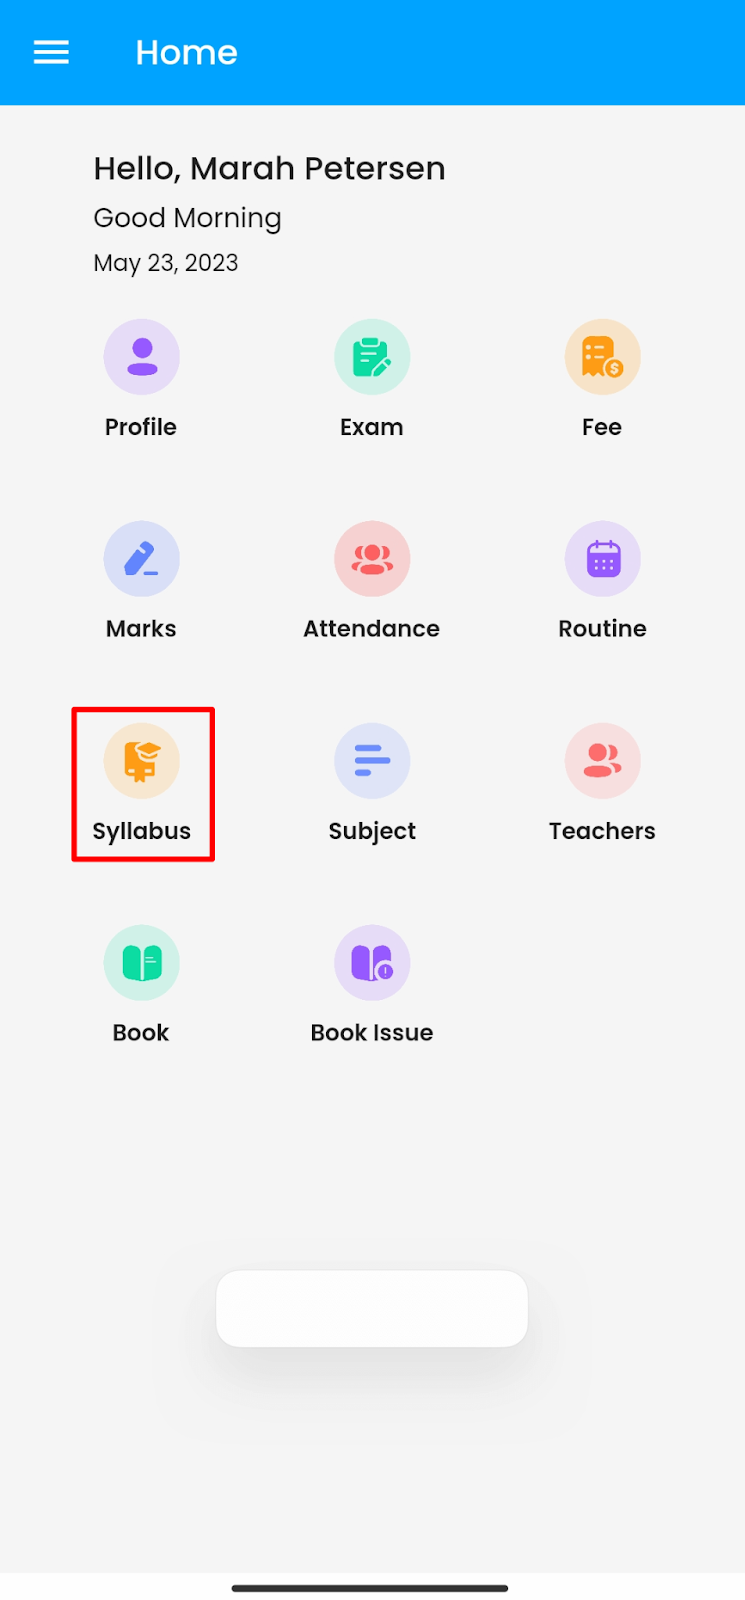 Home
Hello, Marah Petersen
Good Morning
May 23, 2023
Profile Exam Fee
Marks Attendance Routine
Syllabus Subject Teachers
Book Book Issue